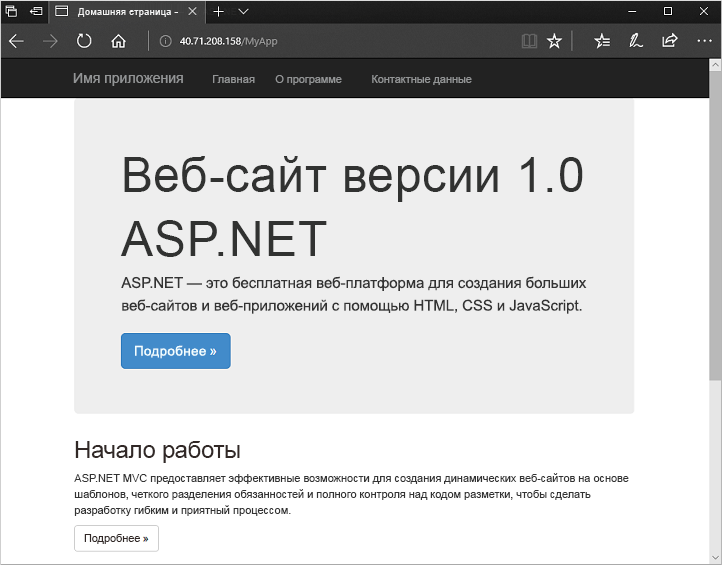 Домашняя страница –
40.71.208.158/MyApp
Имя приложения Главная О программе Контактные данные
Веб-сайт версии 1.0
ASP.NET
ASP.NET — это бесплатная веб-платформа для создания больших
веб-сайтов и веб-приложений с помощью HTML, CSS и JavaScript.
Подробнее »
Начало работы
ASP.NET MVC предоставляет эффективные возможности для создания динамических веб-сайтов на основе
шаблонов, четкого разделения обязанностей и полного контроля над кодом разметки, чтобы сделать
разработку гибким и приятный процессом.
Подробнее »